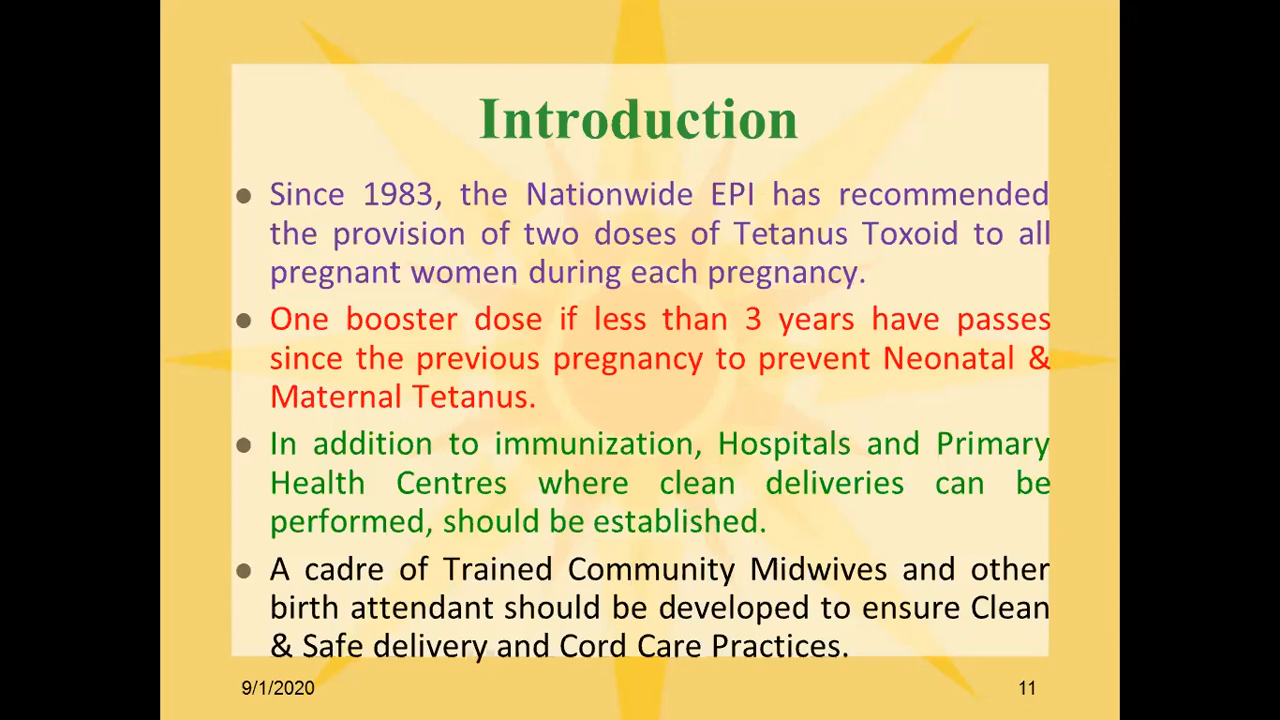 Introduction
Since 1983, the Nationwide EPI has recommended
the provision of two doses of Tetanus Toxoid to all
pregnant women during each pregnancy.
One booster dose if less than 3 years have passes
since the previous pregnancy to prevent Neonatal &
Maternal Tetanus.
In addition to immunization, Hospitals and Primary
Health Centres where clean deliveries can be
performed, should be established.
A cadre of Trained Community Midwives and other
birth attendant should be developed to ensure Clean
& Safe delivery and Cord Care Practices.
9/1/2020
11